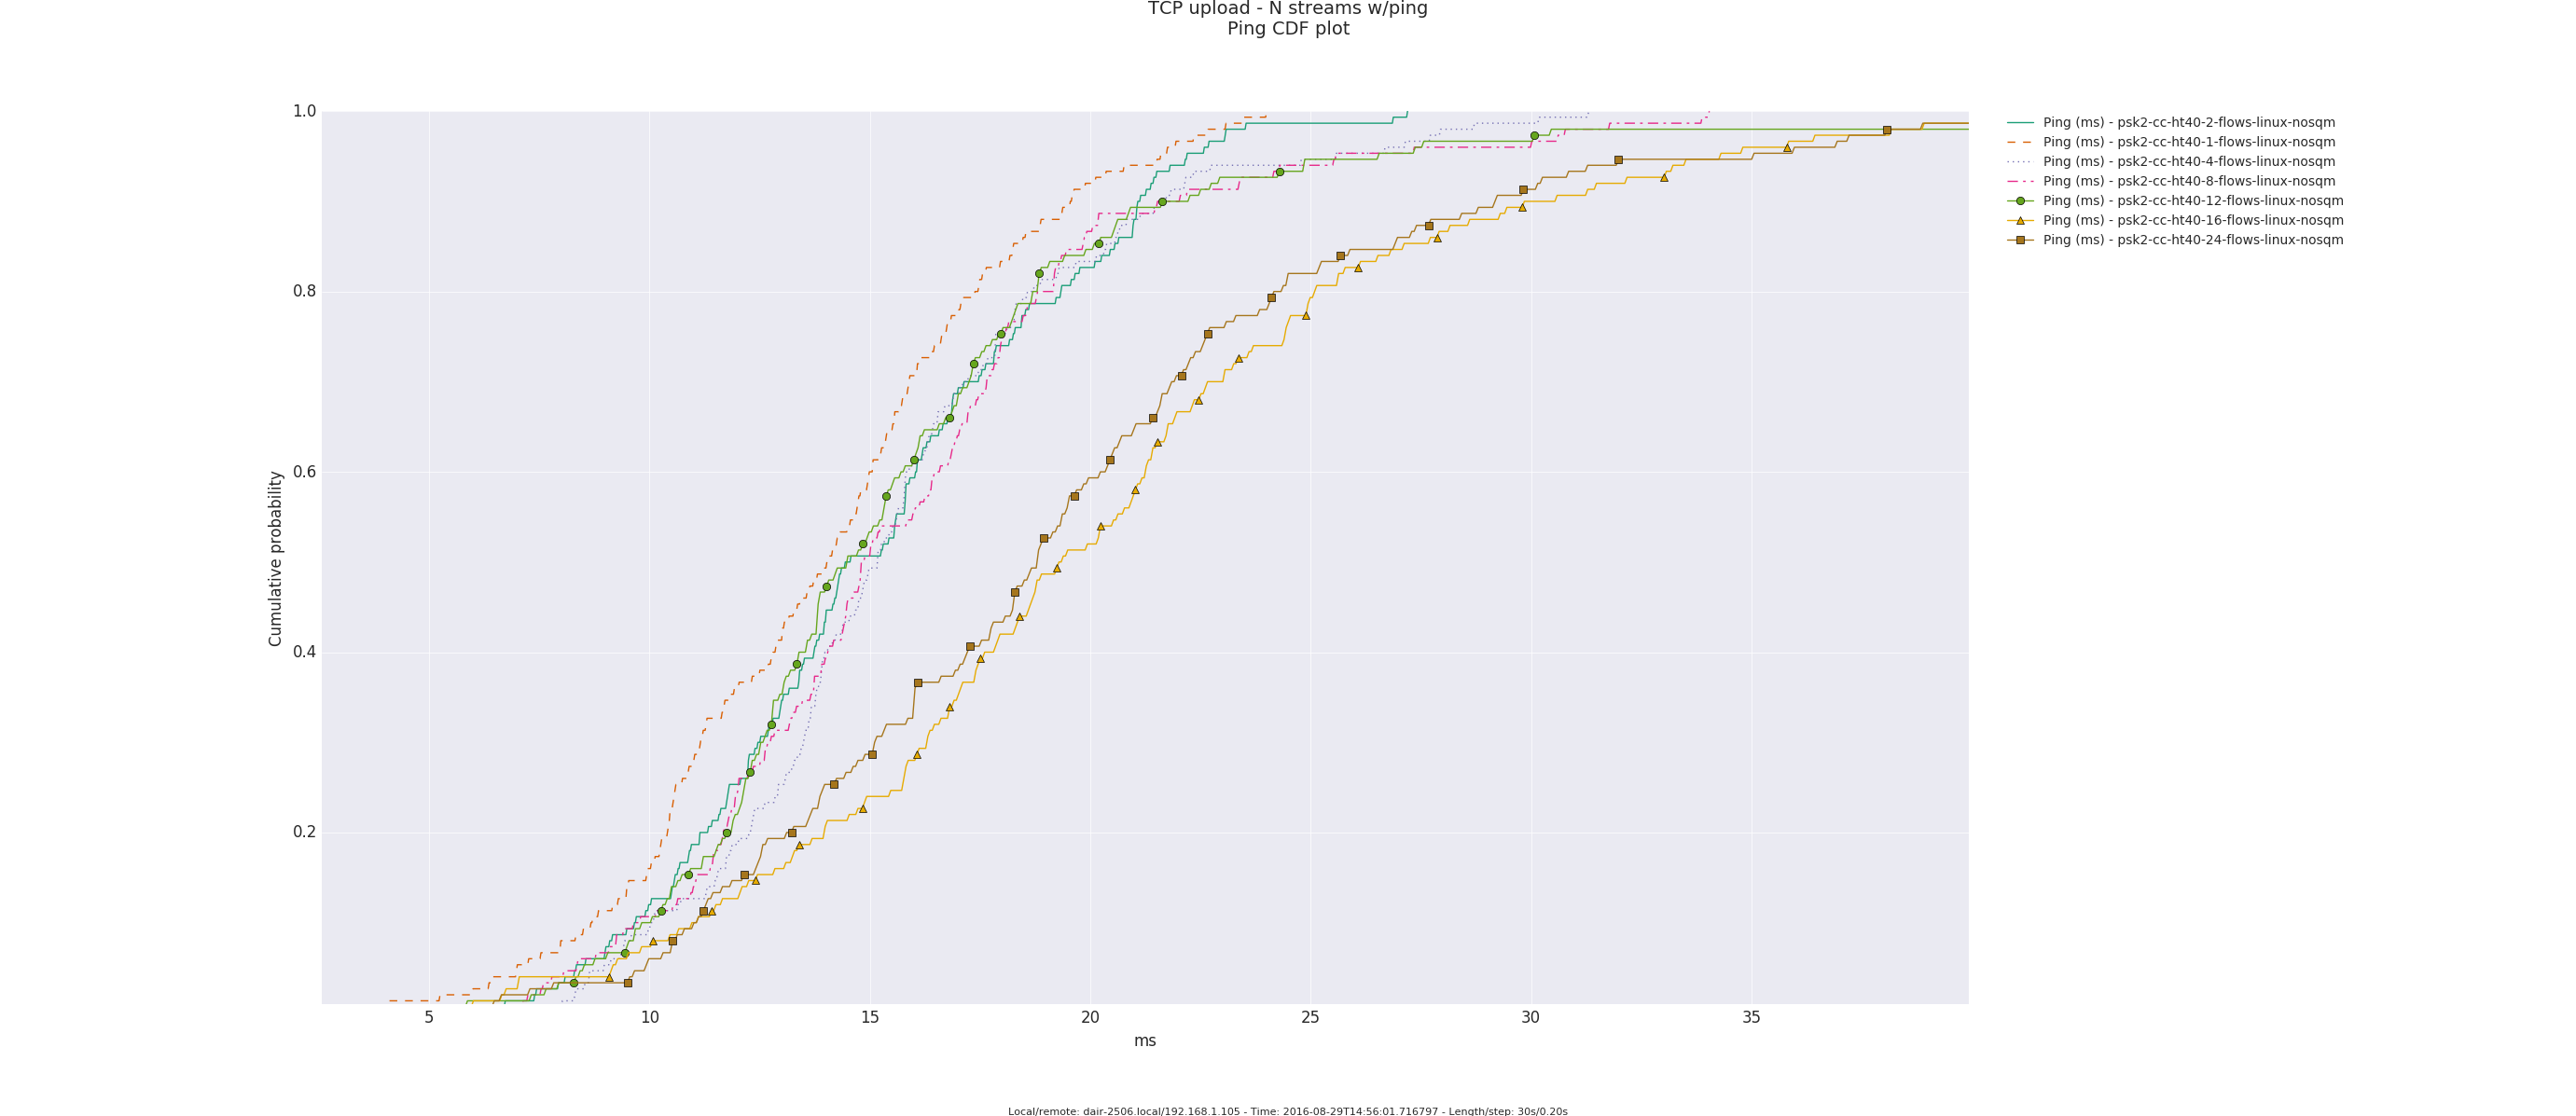 TCP upload - N streams w/ping
Ping CDF plot
1.0
0.8
0.6
0.4
0.2
Cumulative probability
5 10 15 20 25 30 35
ms
Ping (ms) - psk2-cc-ht40-2-flows-linux-nosqm
Ping (ms) - psk2-cc-ht40-1-flows-linux-nosqm
Ping (ms) - psk2-cc-ht40-4-flows-linux-nosqm
Ping (ms) - psk2-cc-ht40-8-flows-linux-nosqm
Ping (ms) - psk2-cc-ht40-12-flows-linux-nosqm
Ping (ms) - psk2-cc-ht40-16-flows-linux-nosqm
Ping (ms) - psk2-cc-ht40-24-flows-linux-nosqm
Local/remote: dair-2506.local/192.168.1.105 - Time: 2016-08-29T14:56:01.716797 - Length/step: 30s/0.20s